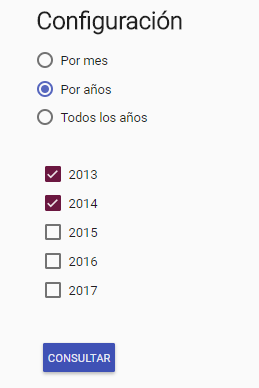 Configuración
Por mes
Por años
Todos los años
2013
2014
2015
2016
2017
CONSULTAR